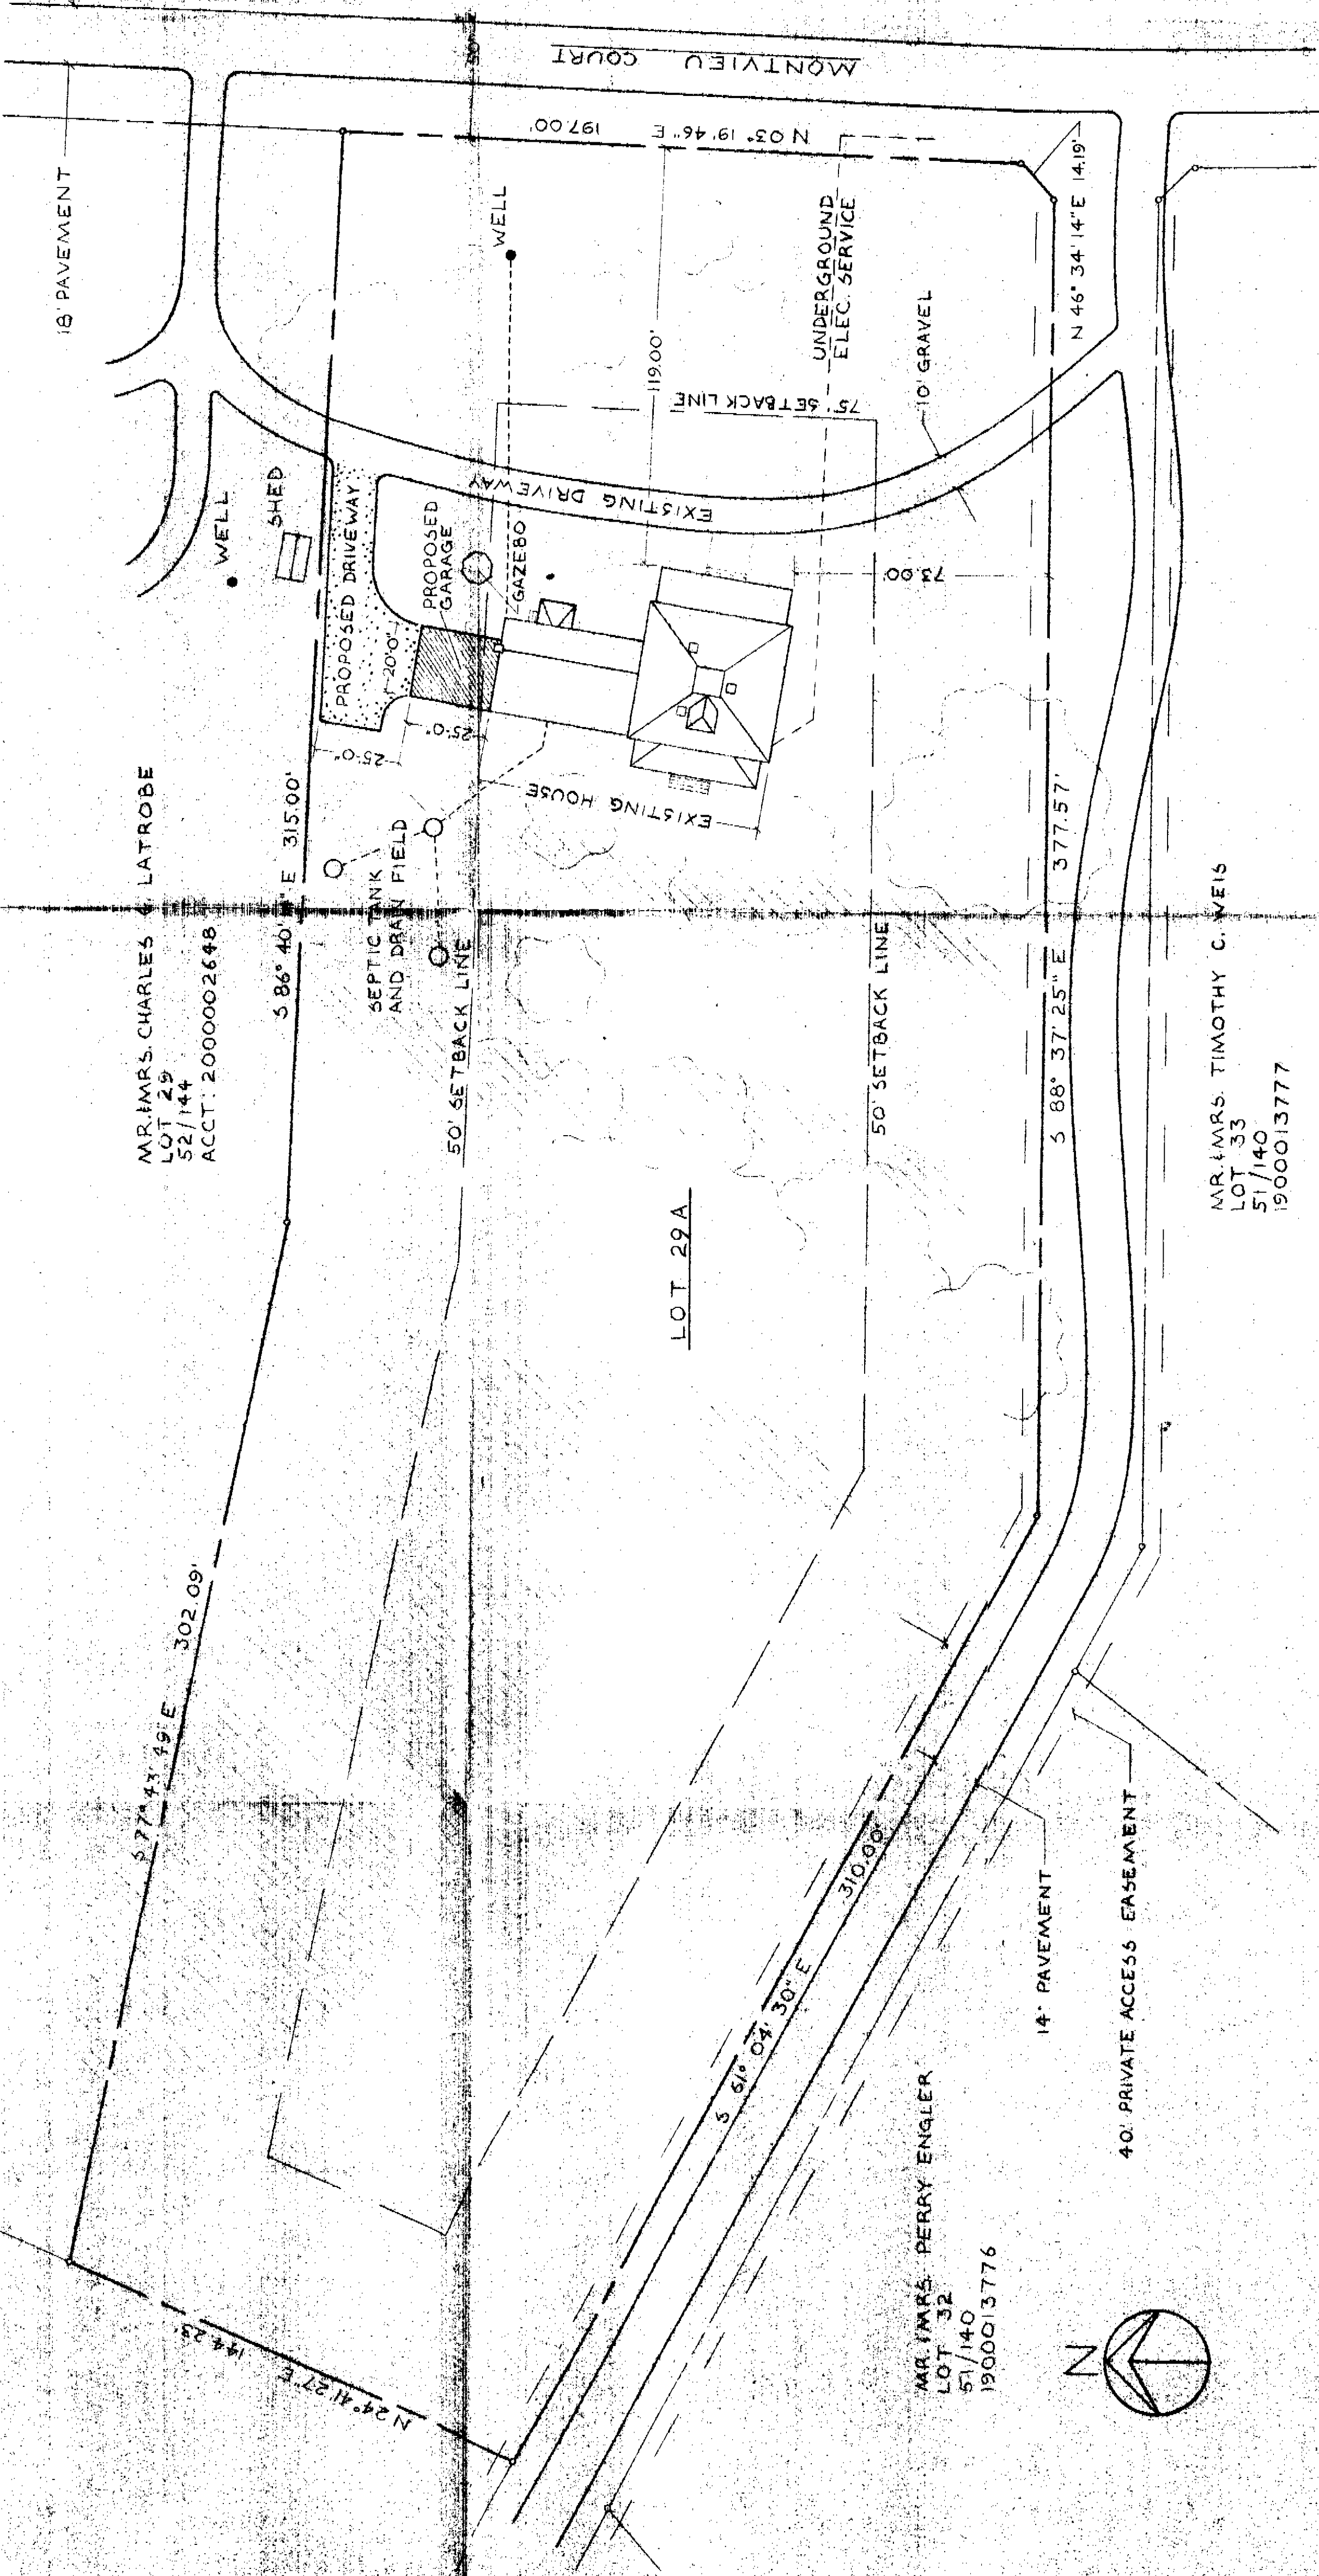 MONTVIEU COURT
18' PAVEMENT
N 03° 19' 46" E 197.00'
WELL
UNDERGROUND
ELEC. SERVICE
N 46° 34' 14" E 14.19'
119.00'
75' SETBACK LINE
10' GRAVEL
EXISTING DRIVEWAY
WELL
SHED
PROPOSED DRIVEWAY
PROPOSED
GARAGE
GAZEBO
20'0"
25'-0"
25'-0"
73.00'
EXISTING HOUSE
MR. & MRS. CHARLES G. LATROBE
LOT 29
52/144
ACCT: 2000002648
S 86° 40' E 315.00'
SEPTIC TANK
AND DRAIN FIELD
50' SETBACK LINE
50' SETBACK LINE
S 88° 37' 25" E 377.57'
LOT 29A
MR. & MRS. TIMOTHY C. WEIS
LOT 33
51/140
1900013777
S 77° 43' 49" E 302.09'
S 61° 04' 30" E 310.00'
14' PAVEMENT
40' PRIVATE ACCESS EASEMENT
N 24° 41' 27" E 144.23'
MR. & MRS. PERRY ENGLER
LOT 32
51/140
1900013776
N